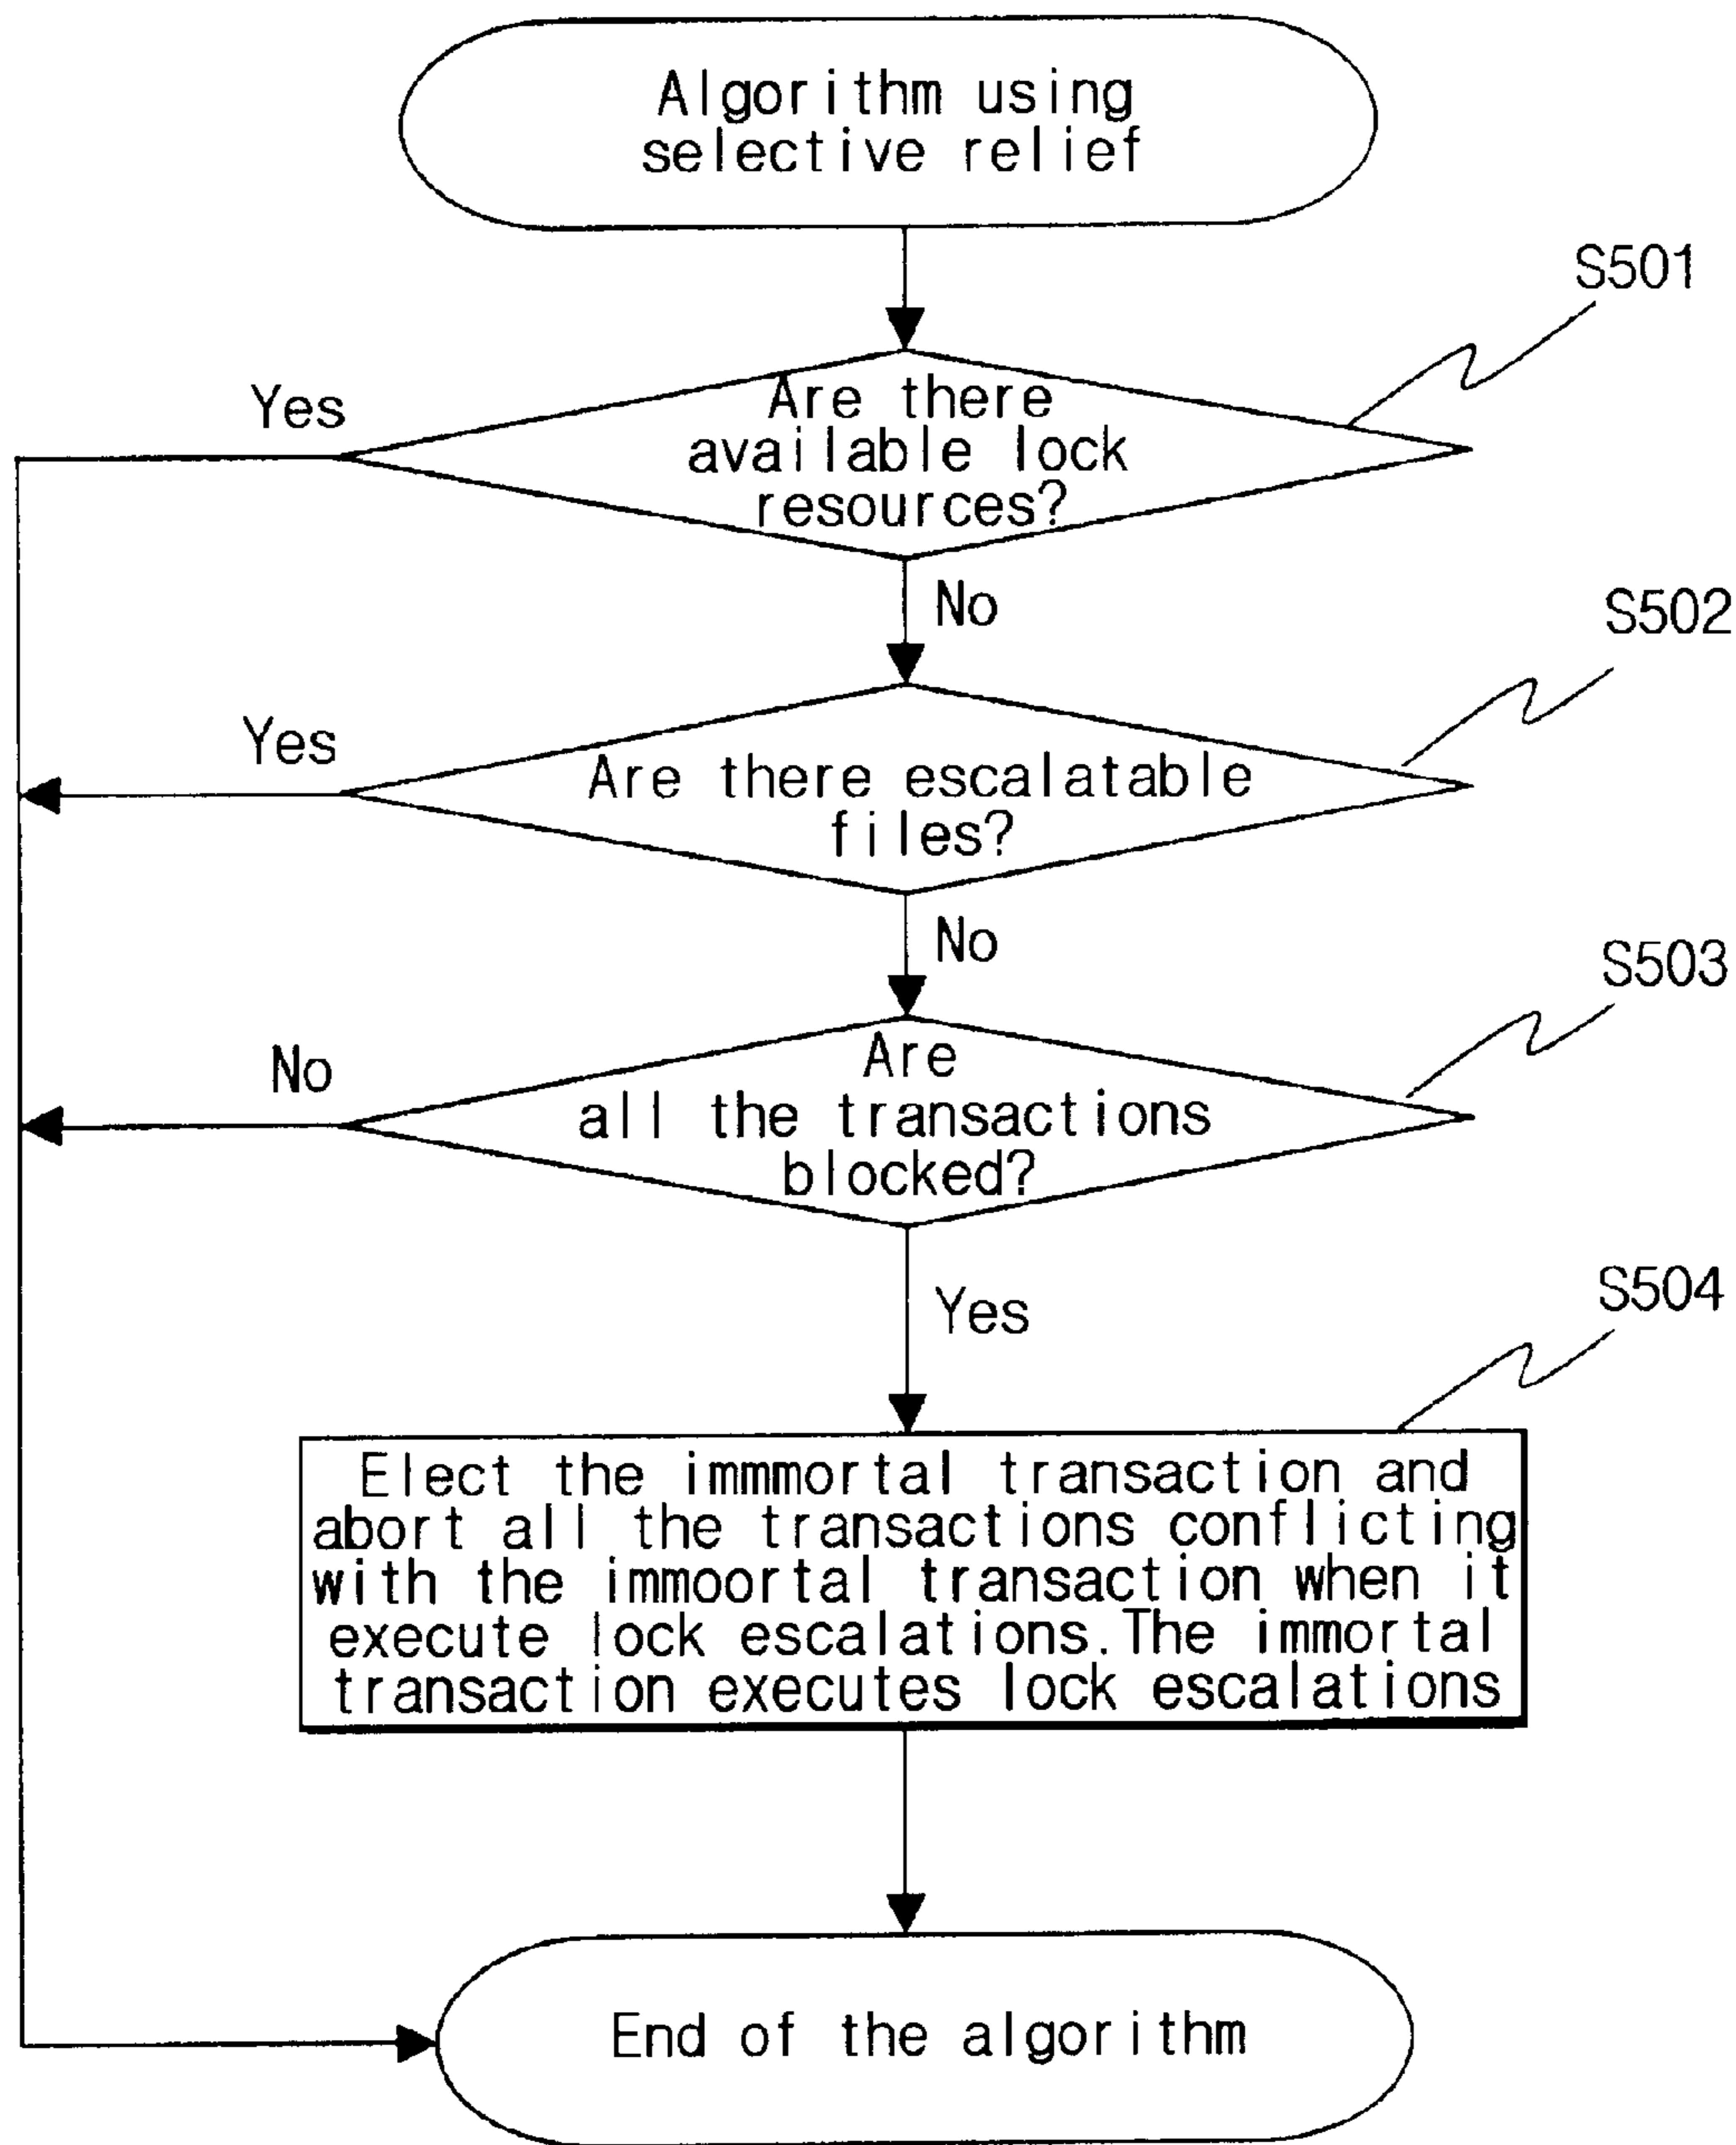 Algorithm using
selective relief
S501
Yes
Are there
available lock
resources?
No
S502
Yes
Are there escalatable
files?
No
S503
No
Are
all the transactions
blocked?
Yes
S504
Elect the immmortal transaction and
abort all the transactions conflicting
with the immoortal transaction when it
execute lock escalations.The immortal
transaction executes lock escalations
End of the algorithm